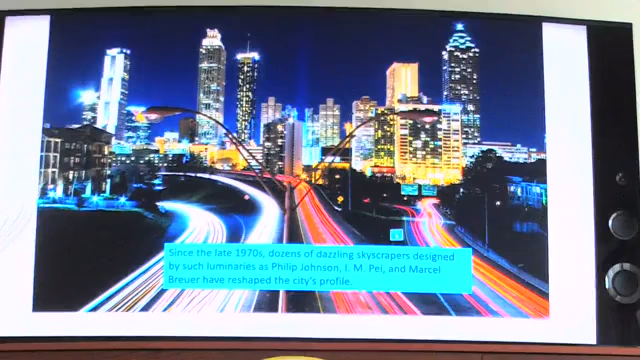 Since the late 1970s, dozens of dazzling skyscrapers designed
by such luminaries as Philip Johnson, I. M. Pei, and Marcel
Breuer have reshaped the city's profile.